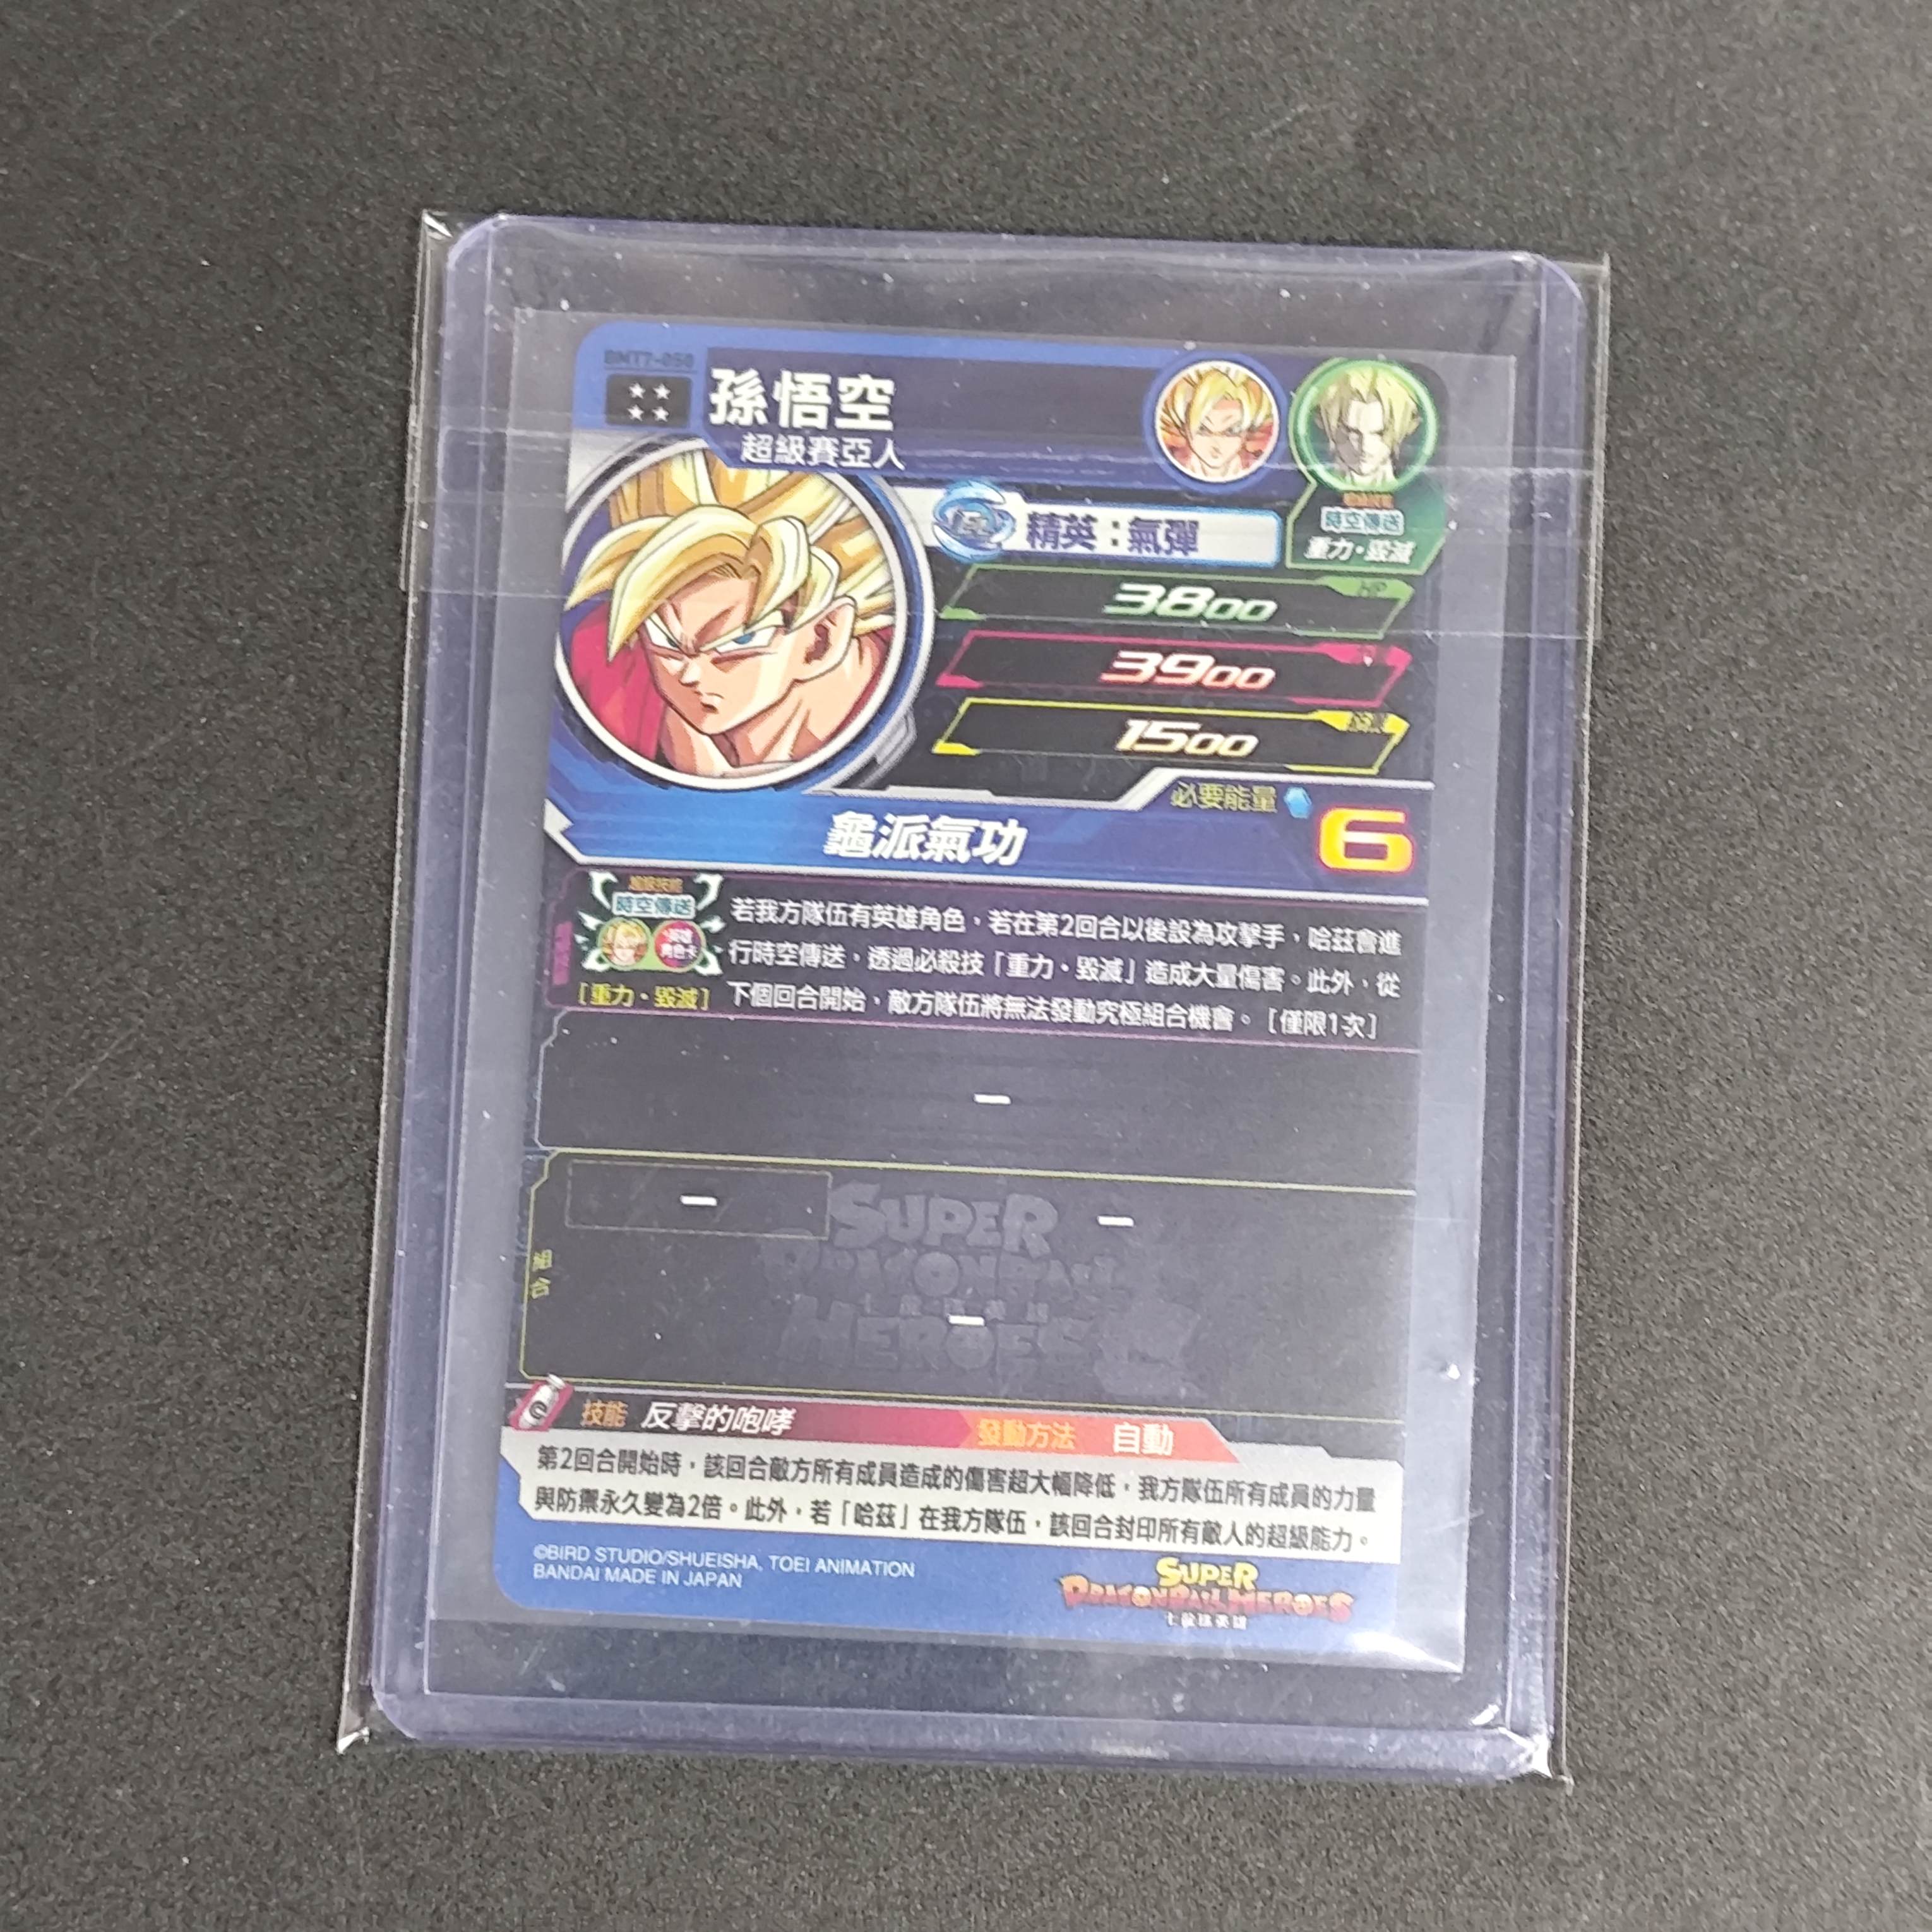 BMT7-050
孫悟空
超級賽亞人
精英：氣彈
時空傳送
重力・毀滅
3800
HP
3900
1500
必要能量
6
龜派氣功
超級技能
時空傳送
[重力・毀滅]
若我方隊伍有英雄角色，若在第2回合以後設為攻擊手，哈茲會進
行時空傳送，透過必殺技「重力・毀滅」造成大量傷害。此外，從
下個回合開始，敵方隊伍將無法發動究極組合機會。[僅限1次]
－
－
－
－
組合
SUPER
DRAGONBALL
HEROES
技能 反擊的咆哮 發動方法 自動
第2回合開始時，該回合敵方所有成員造成的傷害超大幅降低，我方隊伍所有成員的力量
與防禦永久變為2倍。此外，若「哈茲」在我方隊伍，該回合封印所有敵人的超級能力。
©BIRD STUDIO/SHUEISHA, TOEI ANIMATION
BANDAI MADE IN JAPAN
SUPER
DRAGONBALL HEROES
七龍珠英雄